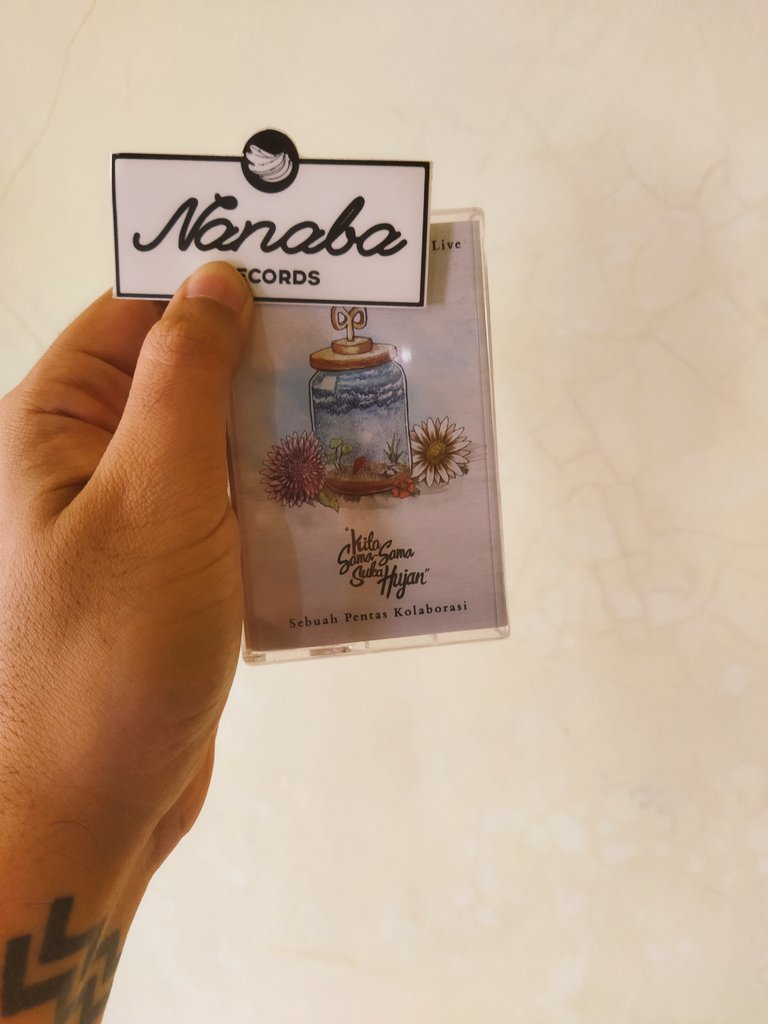 Nanaba
ECORDS
Live
"Kita
Sama-Sama
Suka Hujan"
Sebuah Pentas Kolaborasi